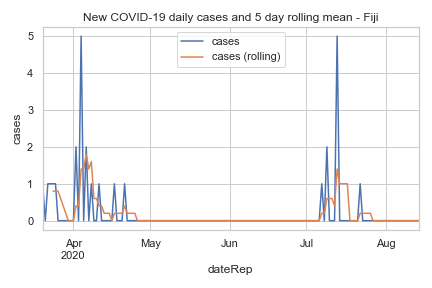 New COVID-19 daily cases and 5 day rolling mean - Fiji
cases
cases (rolling)
5
4
3
2
1
0
cases
Apr
2020
May
Jun
Jul
Aug
dateRep